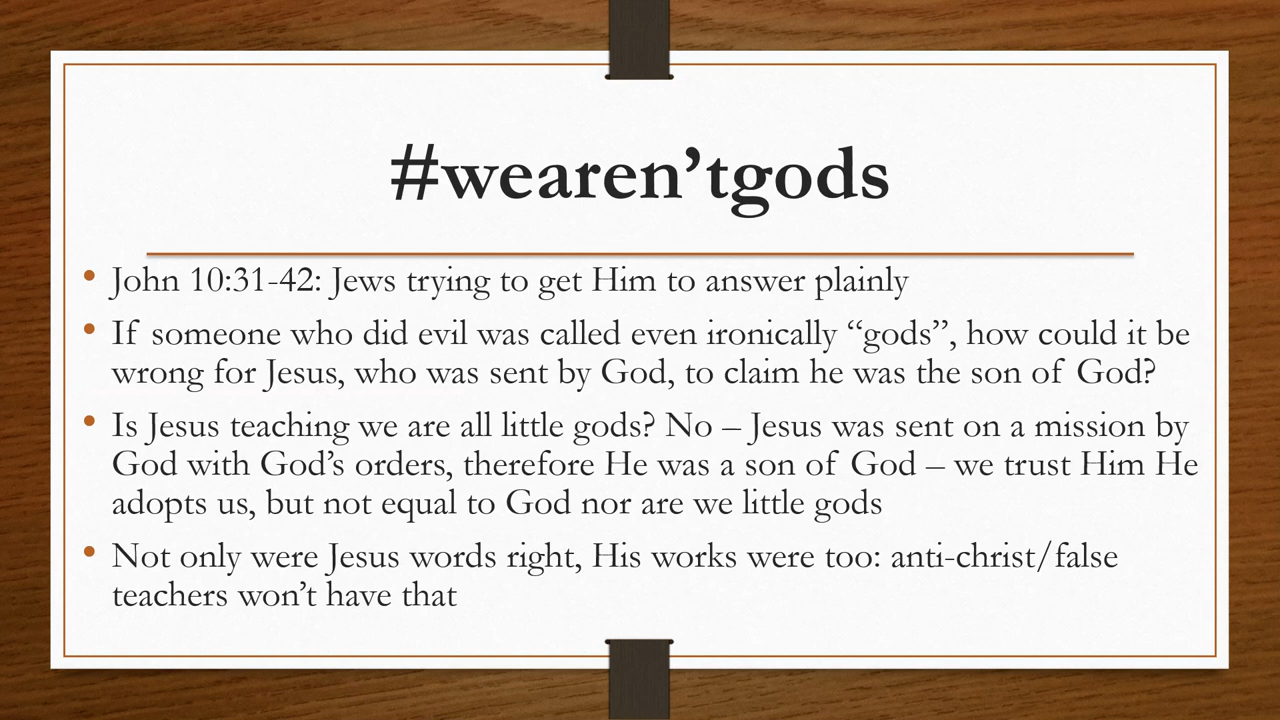 #wearen’tgods
• John 10:31-42: Jews trying to get Him to answer plainly
• If someone who did evil was called even ironically “gods”, how could it be
wrong for Jesus, who was sent by God, to claim he was the son of God?
• Is Jesus teaching we are all little gods? No – Jesus was sent on a mission by
God with God’s orders, therefore He was a son of God – we trust Him He
adopts us, but not equal to God nor are we little gods
• Not only were Jesus words right, His works were too: anti-christ/false
teachers won’t have that